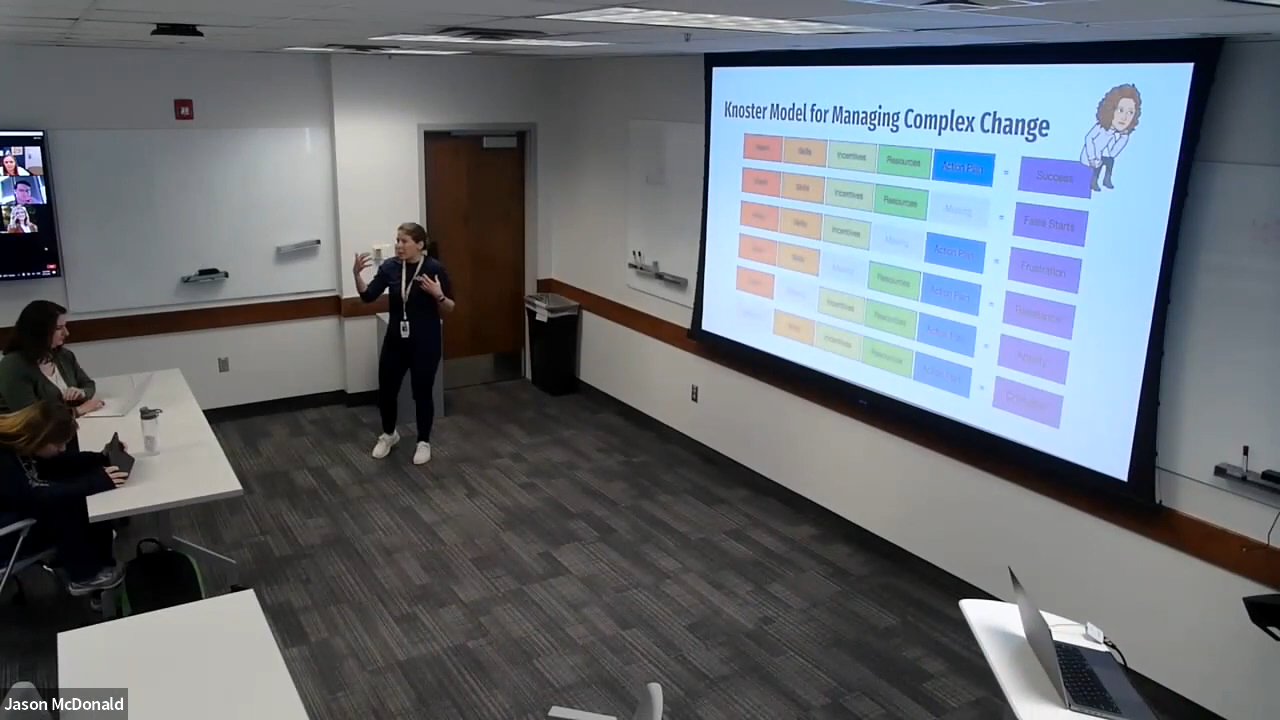 Knoster Model for Managing Complex Change
Skills Incentives Resources Action Plan = Success
Skills Incentives Resources Missing = False Starts
Skills Incentives Missing Action Plan = Frustration
Skills Missing Resources Action Plan = Resistance
Incentives Resources Action Plan = Anxiety
Skills Incentives Resources Action Plan = Confusion
Jason McDonald